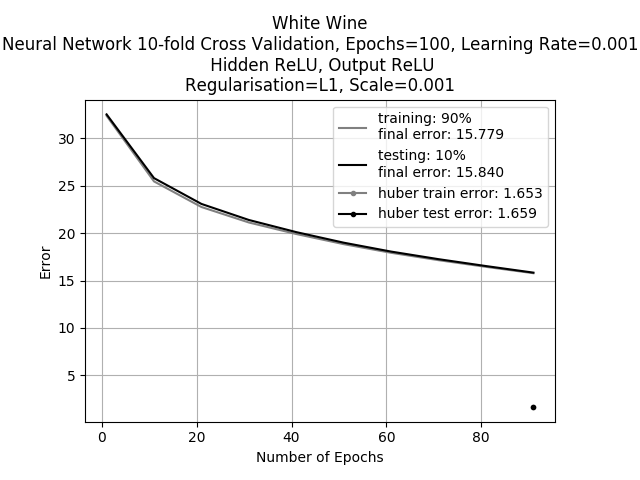 White Wine
Neural Network 10-fold Cross Validation, Epochs=100, Learning Rate=0.001
Hidden ReLU, Output ReLU
Regularisation=L1, Scale=0.001
training: 90%
final error: 15.779
testing: 10%
final error: 15.840
huber train error: 1.653
huber test error: 1.659
30
25
20
15
10
5
Error
0
20
40
60
80
Number of Epochs